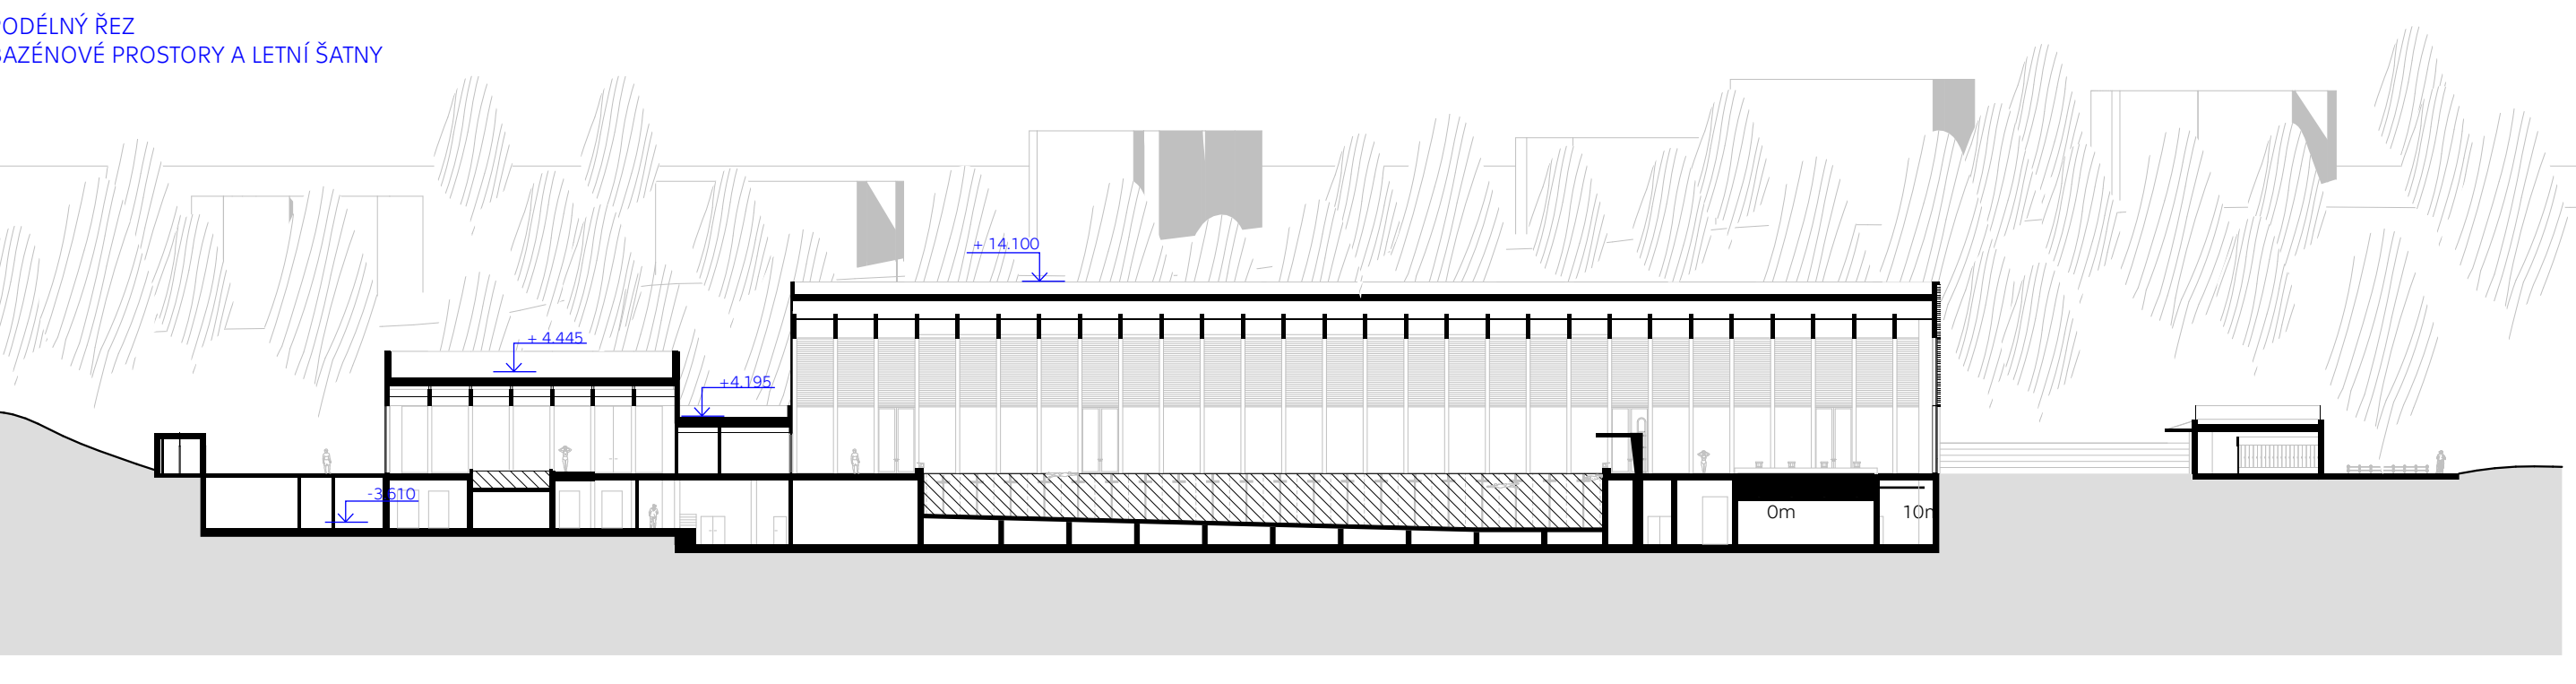 ODÉLNÝ ŘEZ
AZÉNOVÉ PROSTORY A LETNÍ ŠATNY
+ 14.100
+ 4.445
+4.195
-3.610
0m
10m